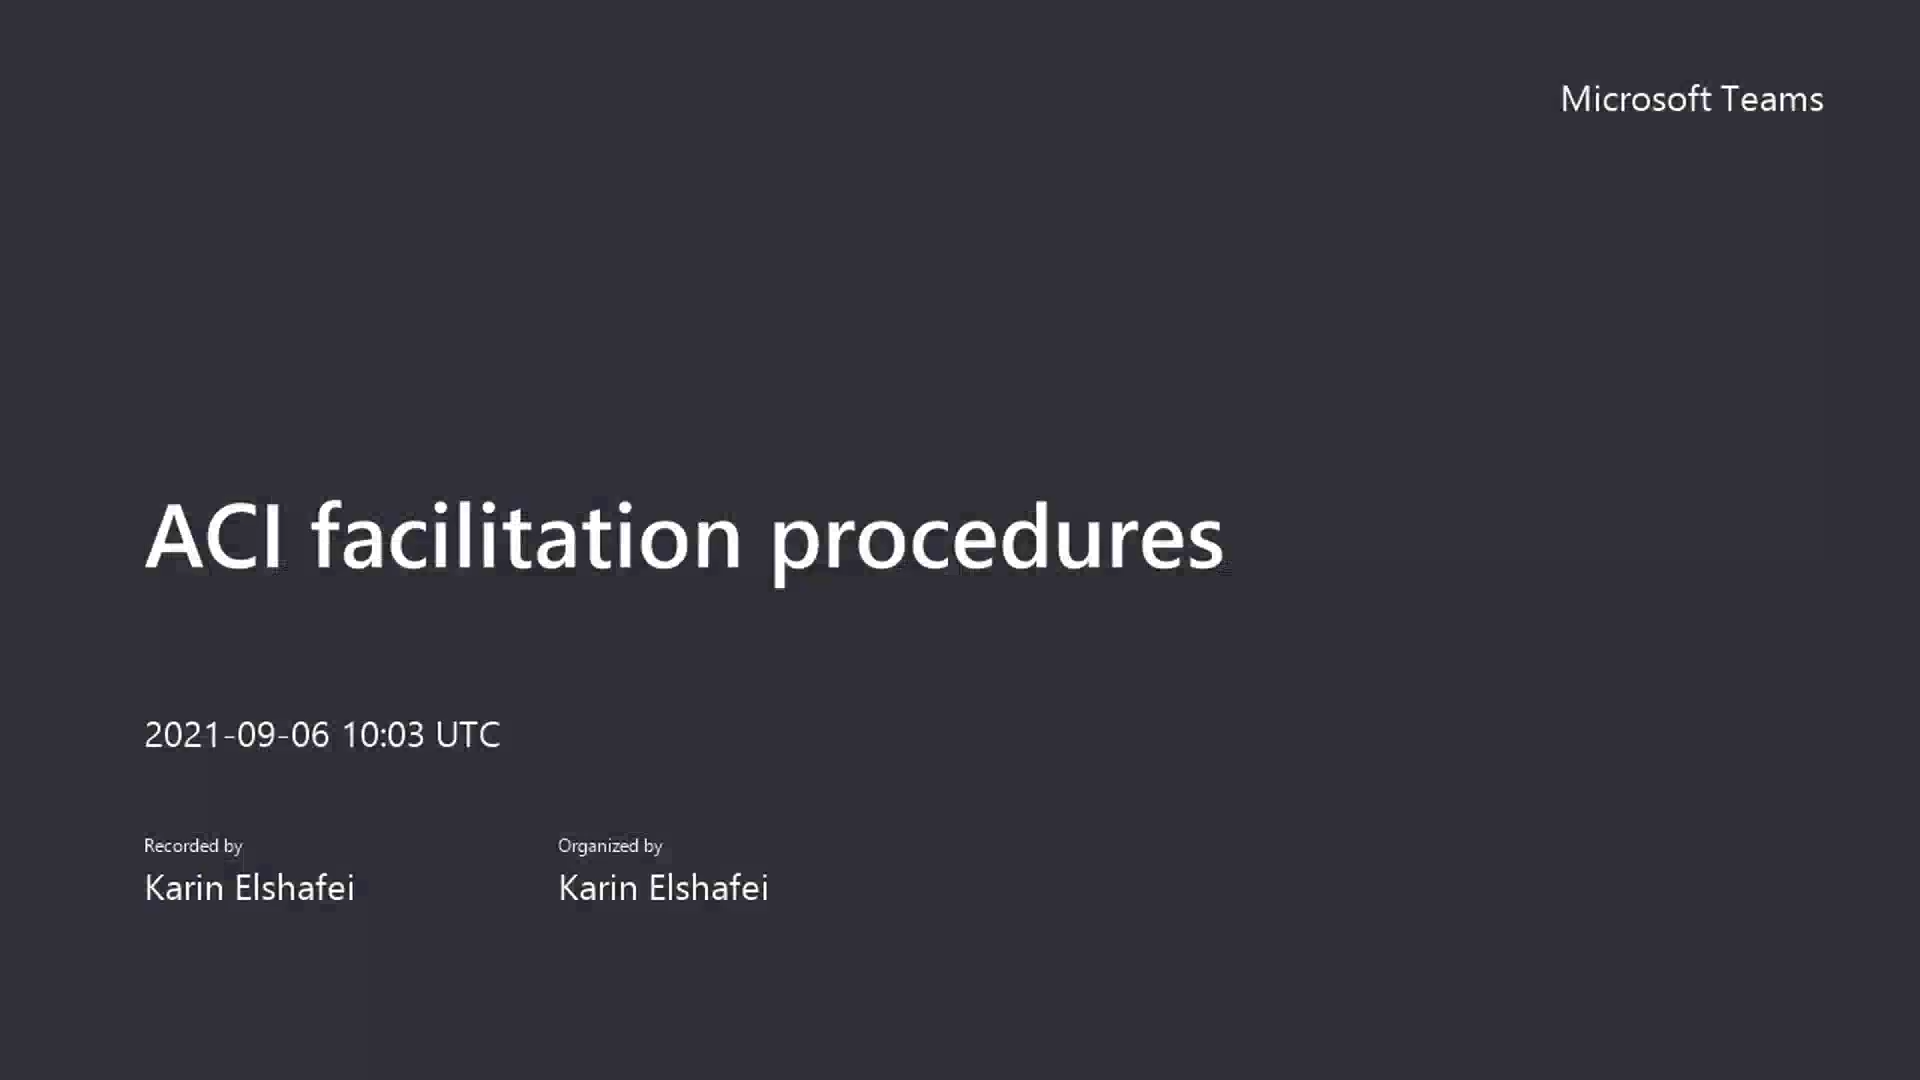 Microsoft Teams
ACI facilitation procedures
2021-09-06 10:03 UTC
Recorded by
Karin Elshafei
Organized by
Karin Elshafei